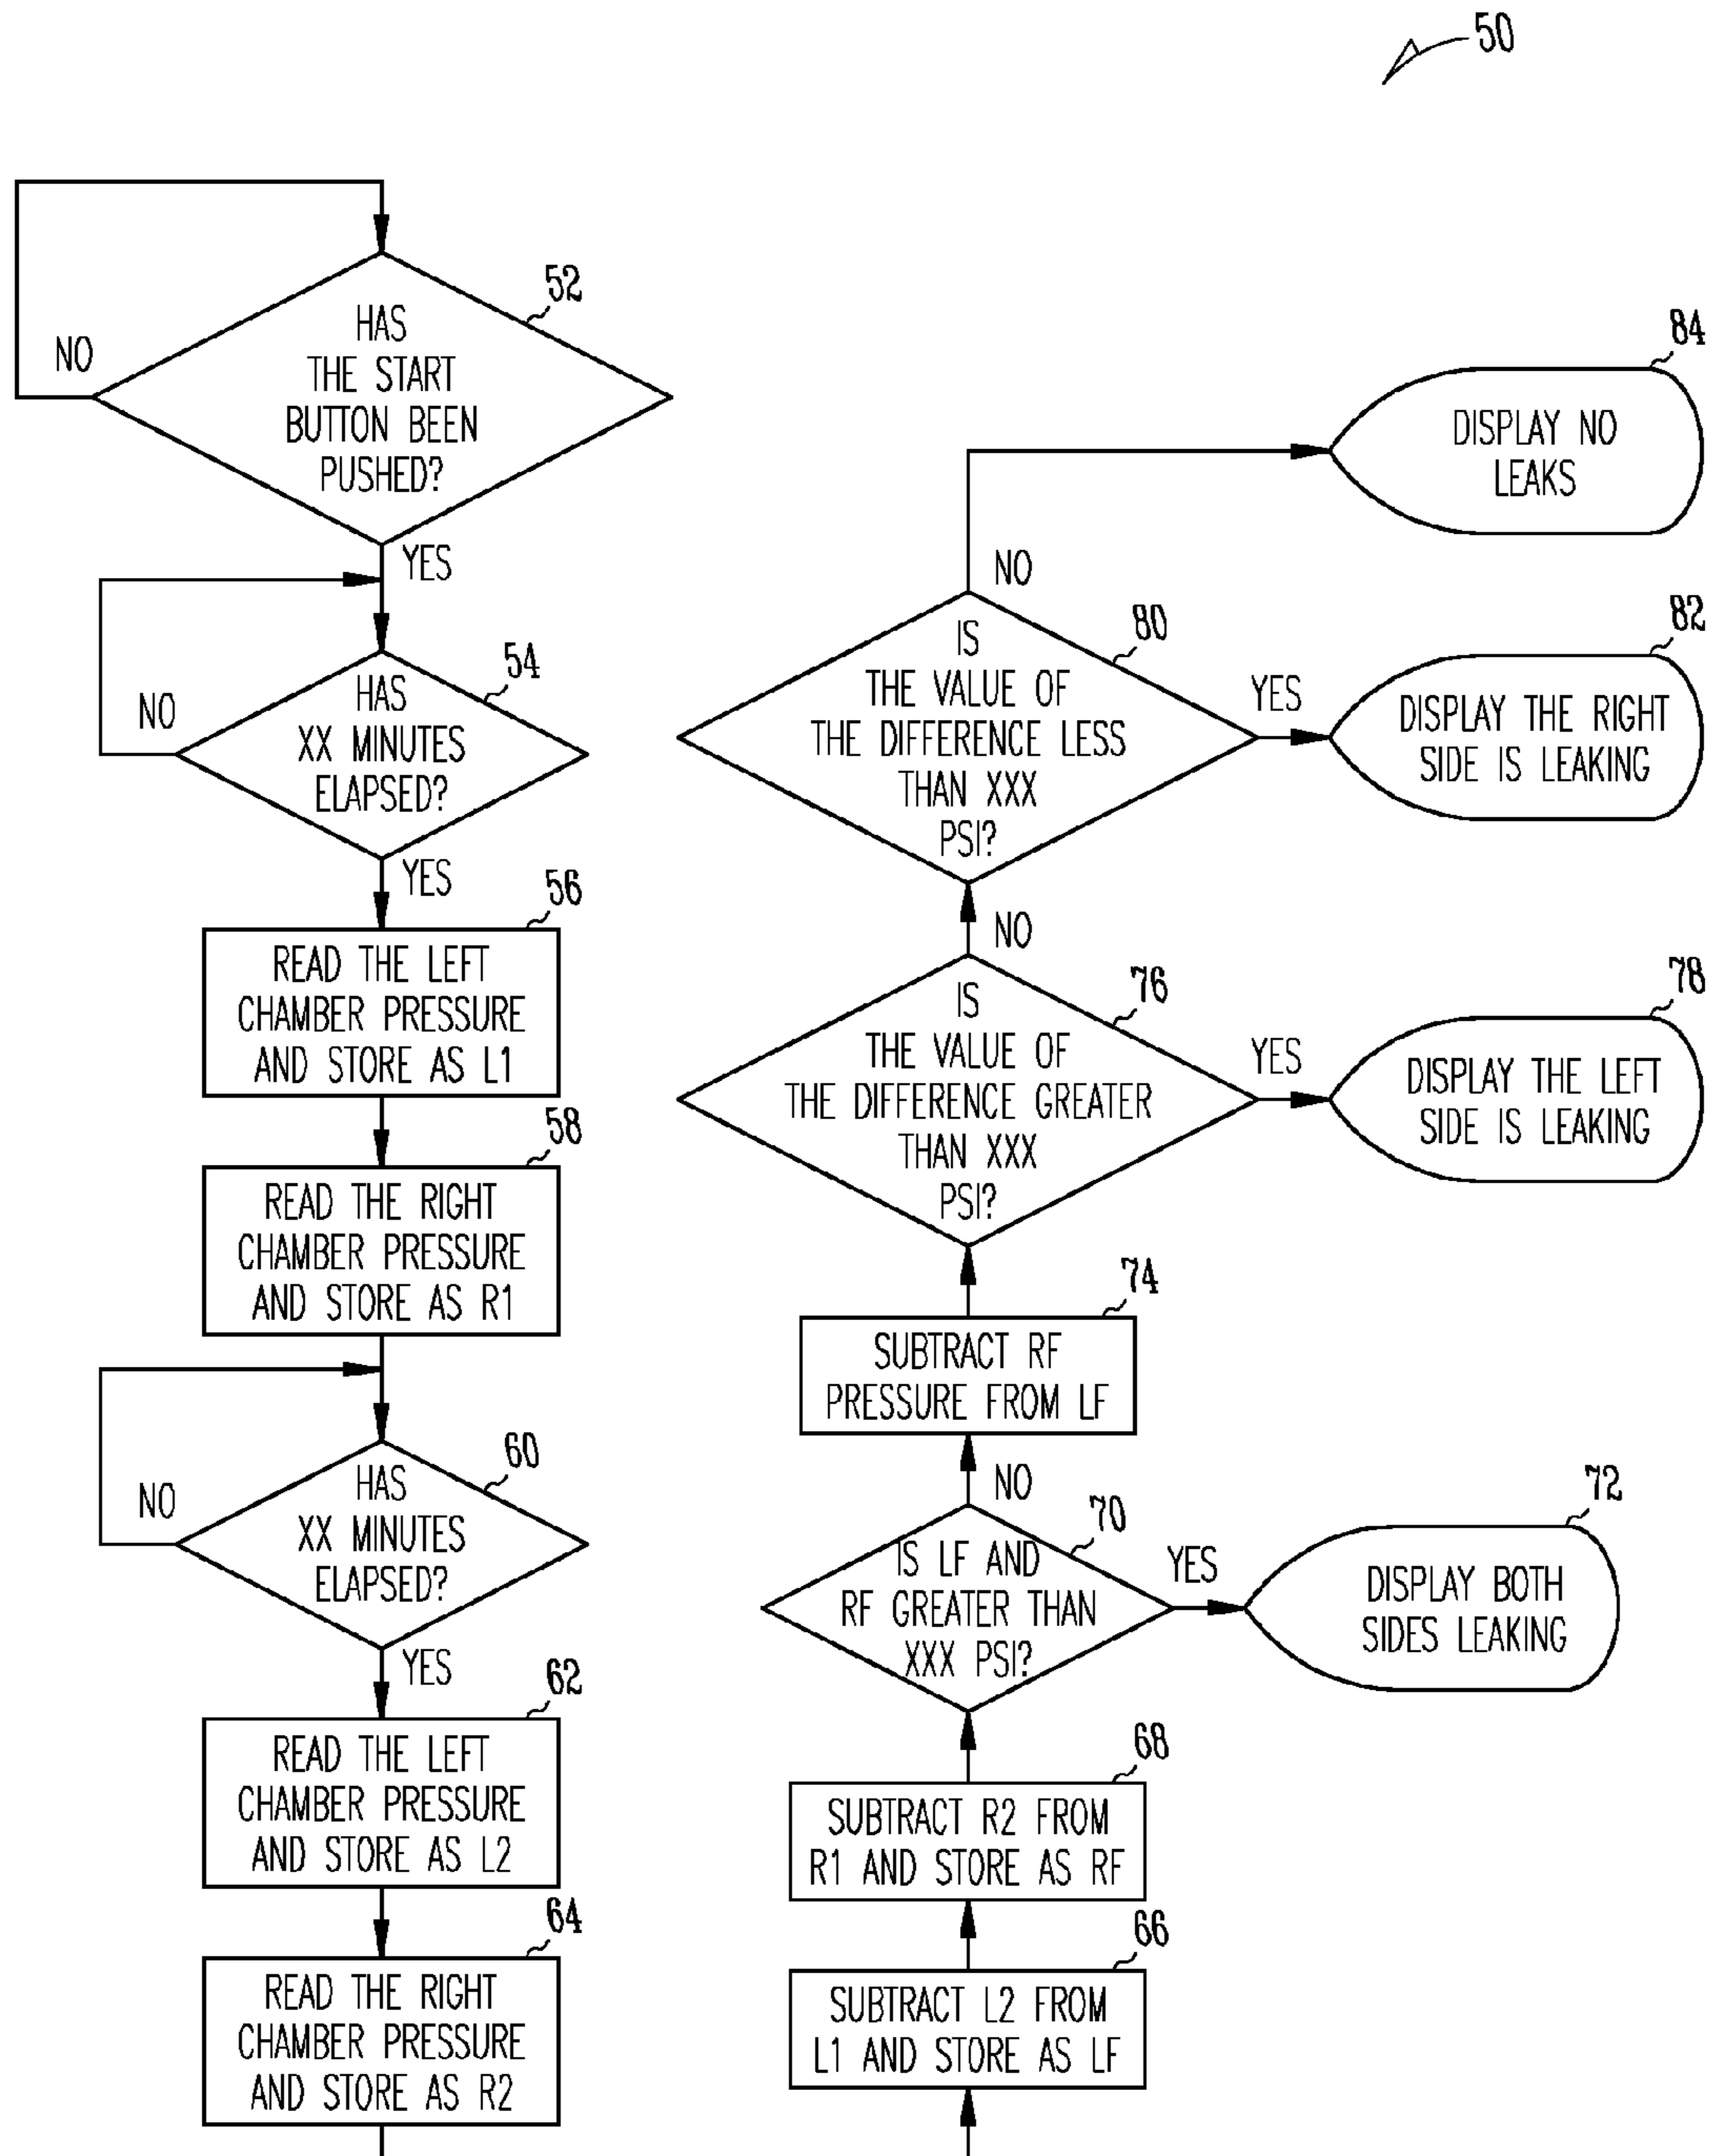 50
52
HAS
THE START
BUTTON BEEN
PUSHED?
NO
YES
54
HAS
XX MINUTES
ELAPSED?
NO
YES
56
READ THE LEFT
CHAMBER PRESSURE
AND STORE AS L1
58
READ THE RIGHT
CHAMBER PRESSURE
AND STORE AS R1
60
HAS
XX MINUTES
ELAPSED?
NO
YES
62
READ THE LEFT
CHAMBER PRESSURE
AND STORE AS L2
64
READ THE RIGHT
CHAMBER PRESSURE
AND STORE AS R2
66
SUBTRACT L2 FROM
L1 AND STORE AS LF
68
SUBTRACT R2 FROM
R1 AND STORE AS RF
70
IS LF AND
RF GREATER THAN
XXX PSI?
YES
72
DISPLAY BOTH
SIDES LEAKING
NO
74
SUBTRACT RF
PRESSURE FROM LF
76
IS
THE VALUE OF
THE DIFFERENCE GREATER
THAN XXX
PSI?
YES
78
DISPLAY THE LEFT
SIDE IS LEAKING
NO
80
IS
THE VALUE OF
THE DIFFERENCE LESS
THAN XXX
PSI?
YES
82
DISPLAY THE RIGHT
SIDE IS LEAKING
NO
84
DISPLAY NO
LEAKS